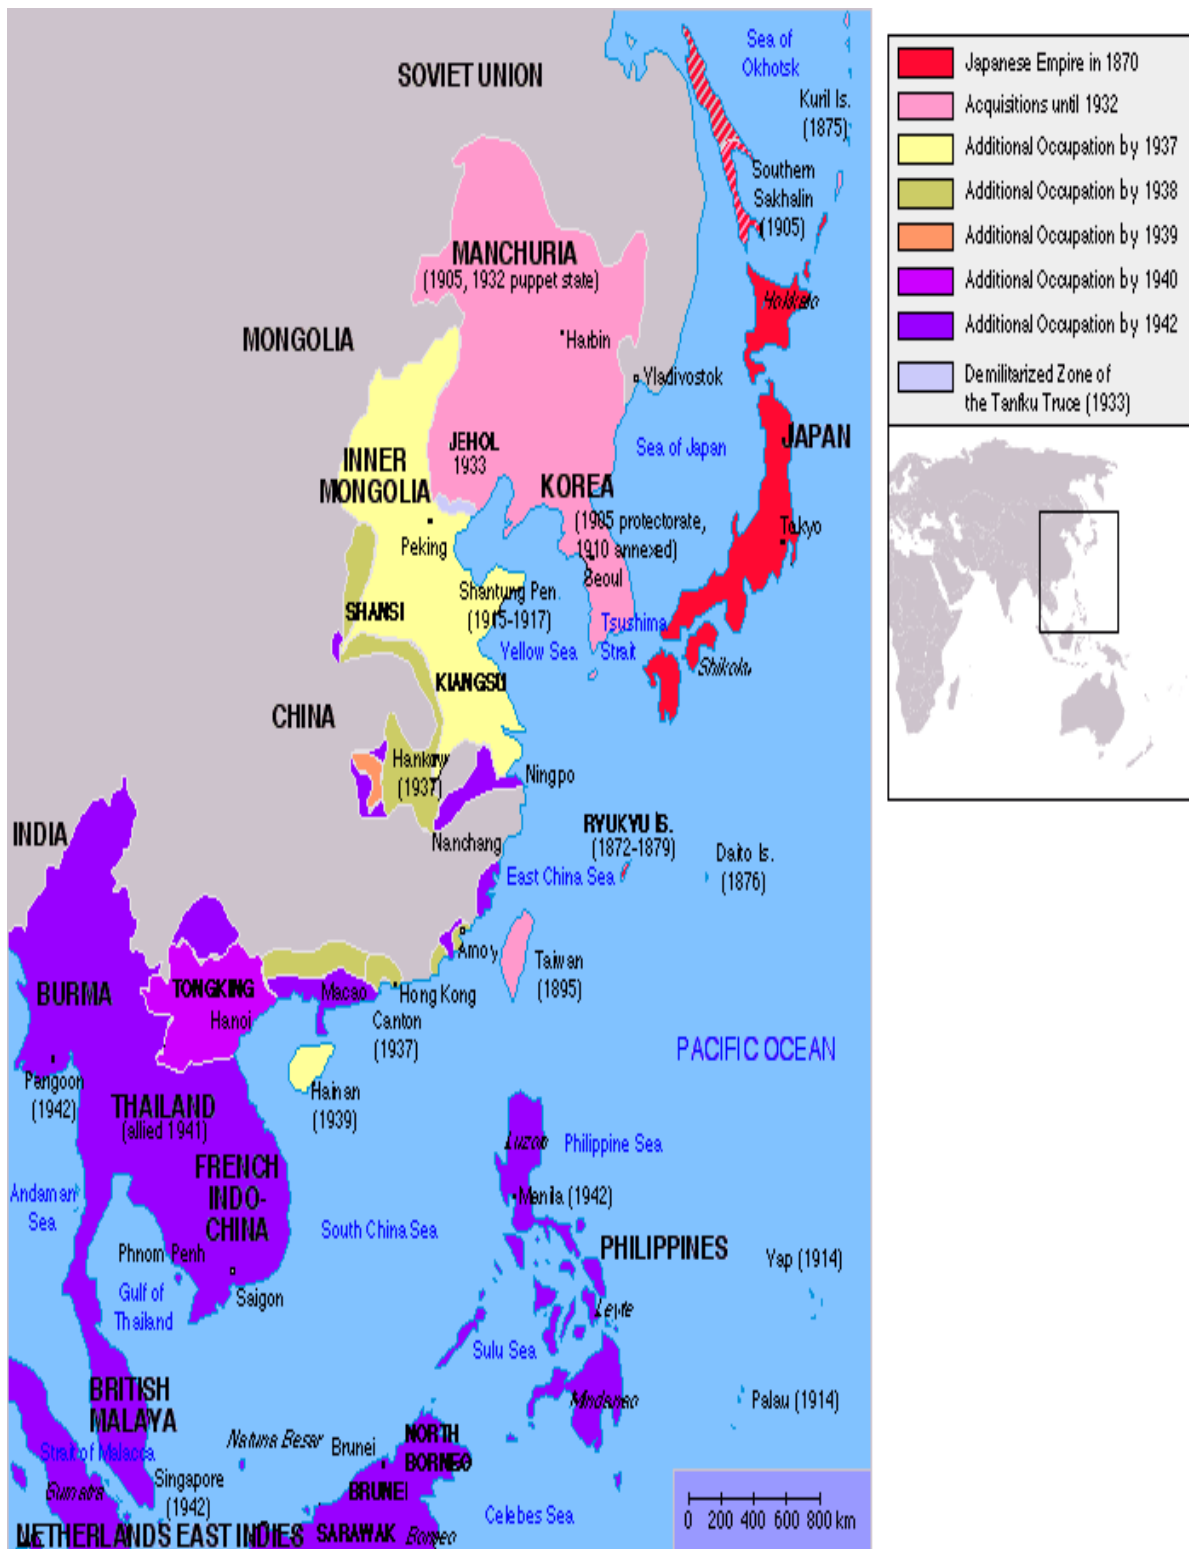 SOVIET UNION
Sea of
Okhotsk
Kuril Is.
(1875)
Southern
Sakhalin
(1905)
MANCHURIA
(1905, 1932 puppet state)
Hokkaido
MONGOLIA
Harbin
Vladivostok
JAPAN
Sea of Japan
JEHOL
1933
INNER
MONGOLIA
KOREA
(1905 protectorate,
1910 annexed)
Tokyo
Peking
Seoul
Shantung Pen.
(1915-1917)
SHANSI
Tsushima
Strait
Yellow Sea
Shikoku
KIANGSU
CHINA
Hankow
(1937)
Ningpo
INDIA
Nanchang
RYUKYU IS.
(1872-1879)
Daito Is.
(1876)
East China Sea
Amoy
Taiwan
(1895)
BURMA
TONGKING
Hanoi
Macao
Hong Kong
Canton
(1937)
PACIFIC OCEAN
Rangoon
(1942)
Hainan
(1939)
THAILAND
(allied 1941)
Luzon
Philippine Sea
FRENCH
INDO-
CHINA
Andaman
Sea
Manila (1942)
South China Sea
PHILIPPINES
Phnom Penh
Yap (1914)
Gulf of
Thailand
Saigon
Leyte
Sulu Sea
BRITISH
MALAYA
Mindanao
Palau (1914)
Strait of Malacca
Natuna Besar
Brunei
NORTH
BORNEO
Sumatra
Singapore
(1942)
BRUNEI
Celebes Sea
NETHERLANDS EAST INDIES
SARAWAK
Borneo
0 200 400 600 800 km
Japanese Empire in 1870
Acquisitions until 1932
Additional Occupation by 1937
Additional Occupation by 1938
Additional Occupation by 1939
Additional Occupation by 1940
Additional Occupation by 1942
Demilitarized Zone of
the Tanfku Truce (1933)